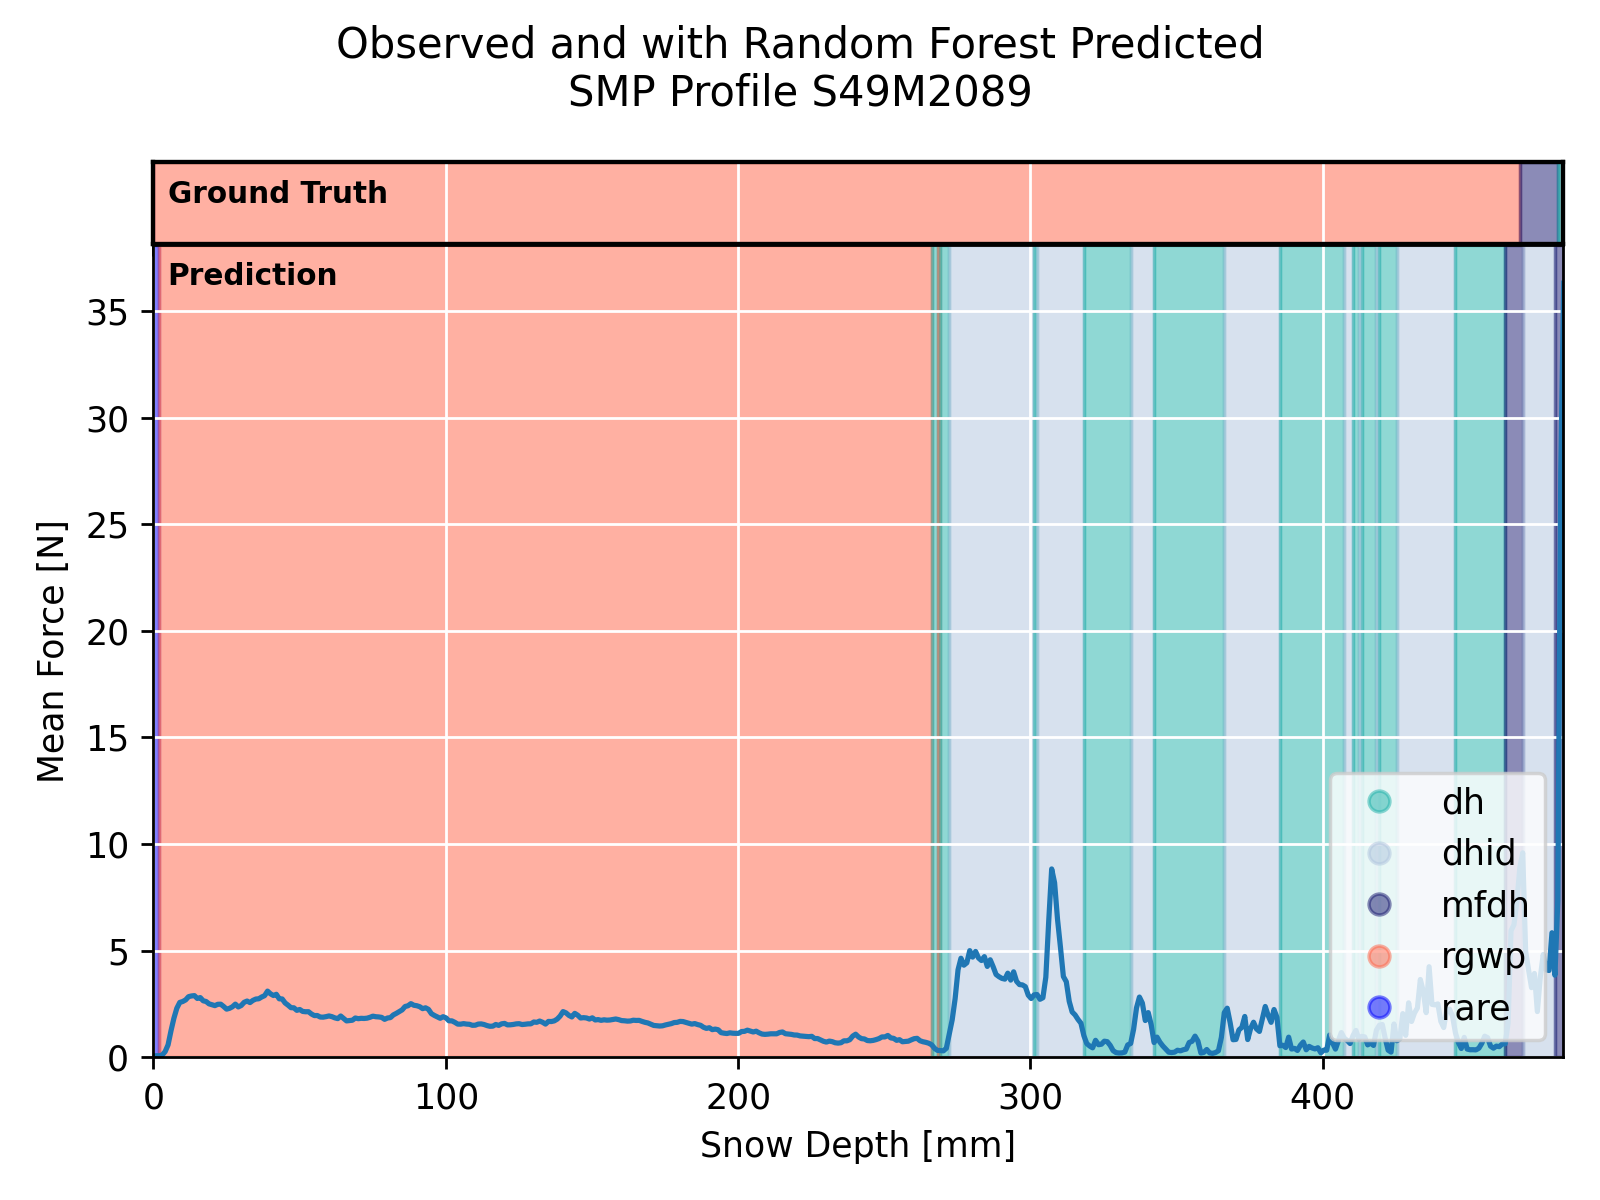 Observed and with Random Forest Predicted
SMP Profile S49M2089
Ground Truth
Prediction
35
30
25
20
15
10
5
0
Mean Force [N]
dh
dhid
mfdh
rgwp
rare
0 100 200 300 400
Snow Depth [mm]